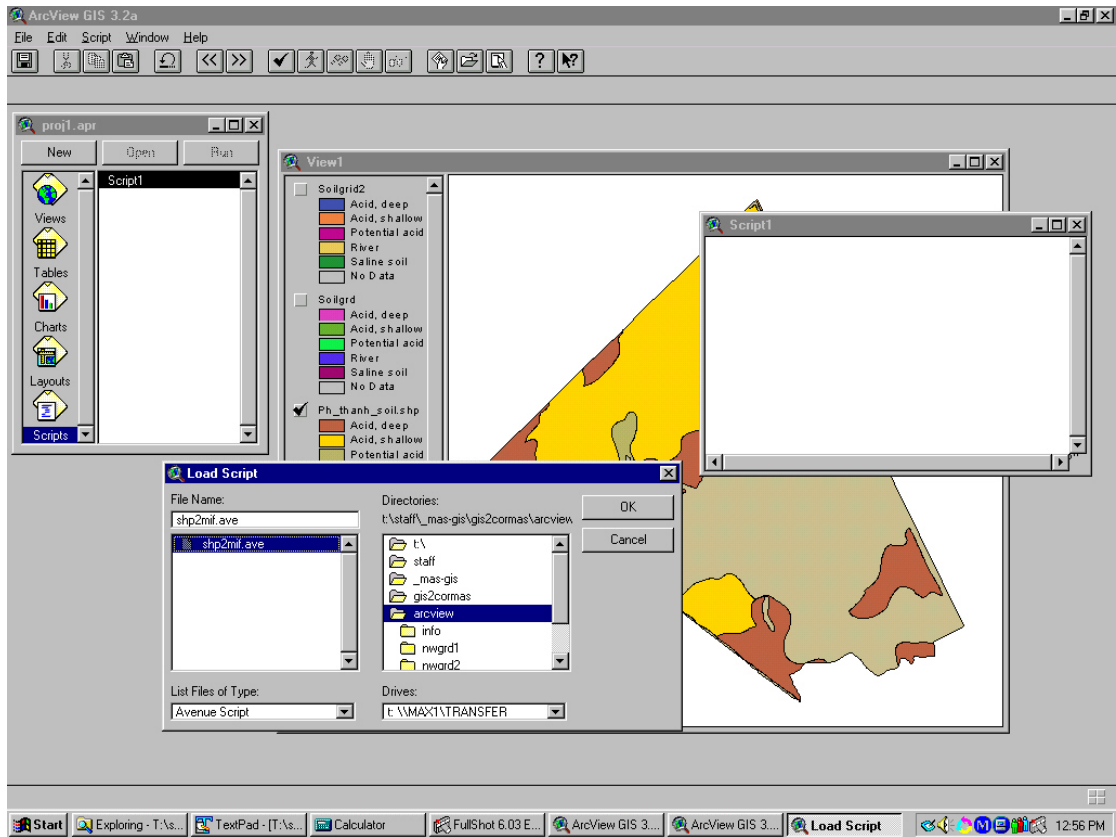 ArcView GIS 3.2a
File Edit Script Window Help
proj1.apr
New Open Run
Views
Tables
Charts
Layouts
Scripts
Script1
View1
Soilgrid2
Acid, deep
Acid, shallow
Potential acid
River
Saline soil
No Data
Soilgrd
Acid, deep
Acid, shallow
Potential acid
River
Saline soil
No Data
Ph_thanh_soil.shp
Acid, deep
Acid, shallow
Potential acid
Script1
Load Script
File Name:
shp2mif.ave
shp2mif.ave
Directories:
t:\staff\_mas-gis\gis2cormas\arcview
t:\
staff
_mas-gis
gis2cormas
arcview
info
nwgrd1
nwgrd2
OK
Cancel
List Files of Type:
Avenue Script
Drives:
t: \\MAX1\TRANSFER
Start Exploring - T:\s... TextPad - [T:\s... Calculator FullShot 6.03 E... ArcView GIS 3.... ArcView GIS 3.... Load Script 12:56 PM